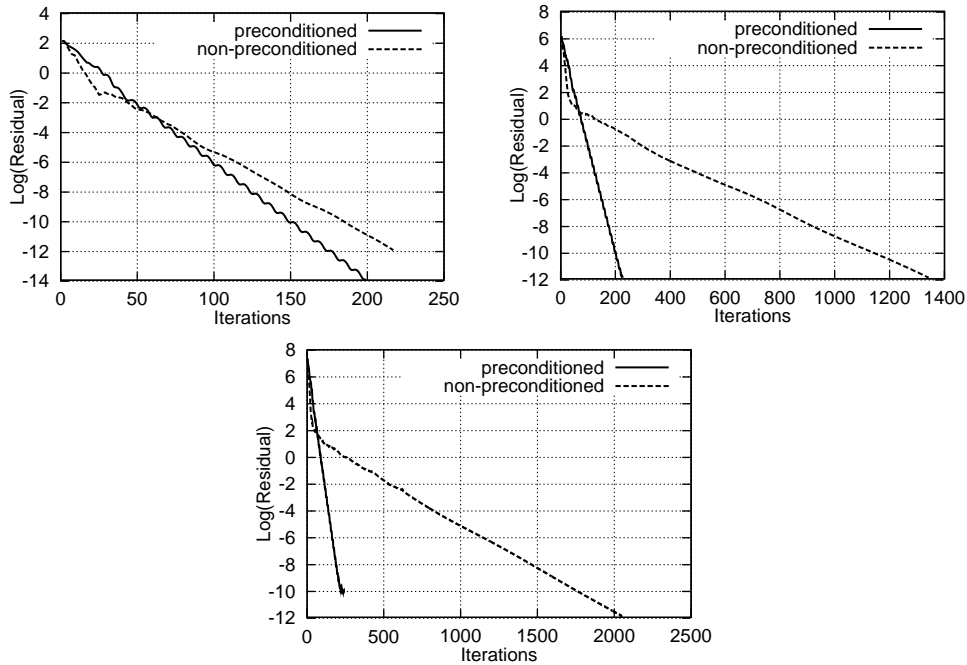 4
2
0
-2
-4
-6
-8
-10
-12
-14
Log(Residual)
preconditioned
non-preconditioned
0 50 100 150 200 250
Iterations
8
6
4
2
0
-2
-4
-6
-8
-10
-12
Log(Residual)
preconditioned
non-preconditioned
0 200 400 600 800 1000 1200 1400
Iterations
8
6
4
2
0
-2
-4
-6
-8
-10
-12
Log(Residual)
preconditioned
non-preconditioned
0 500 1000 1500 2000 2500
Iterations